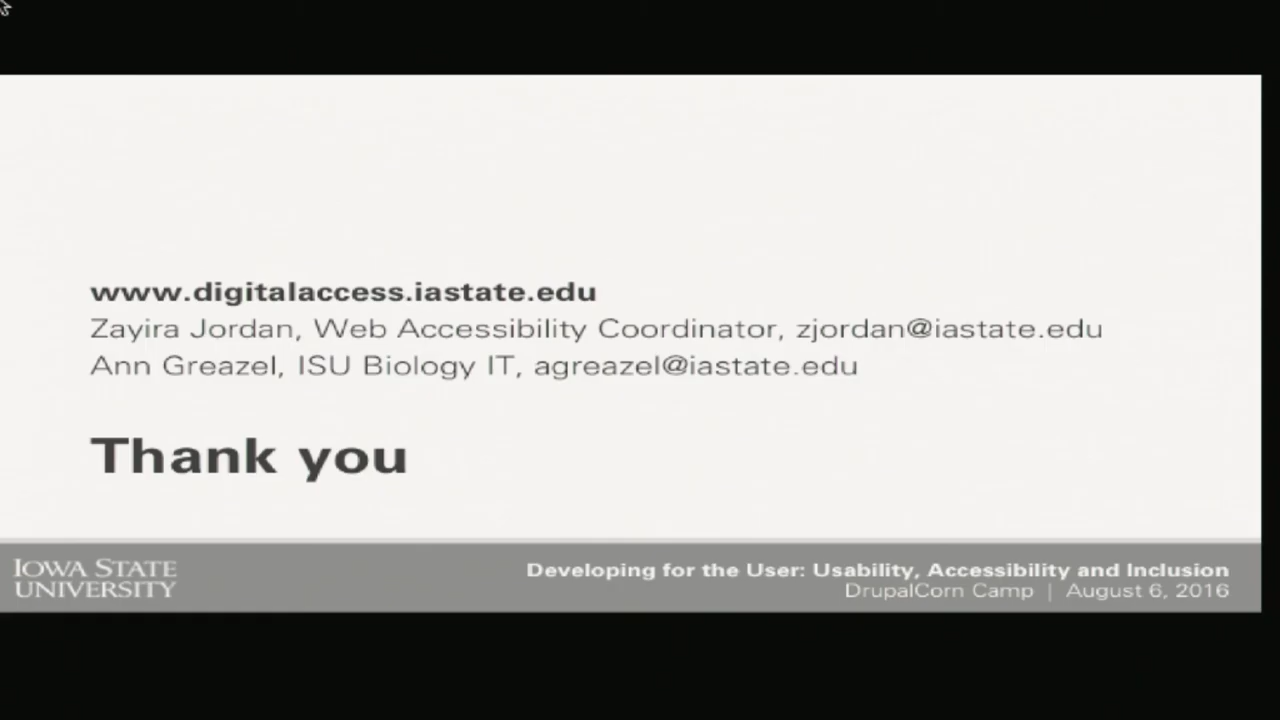 www.digitalaccess.iastate.edu
Zayira Jordan, Web Accessibility Coordinator, zjordan@iastate.edu
Ann Greazel, ISU Biology IT, agreazel@iastate.edu
Thank you
IOWA STATE
UNIVERSITY
Developing for the User: Usability, Accessibility and Inclusion
DrupalCorn Camp | August 6, 2016